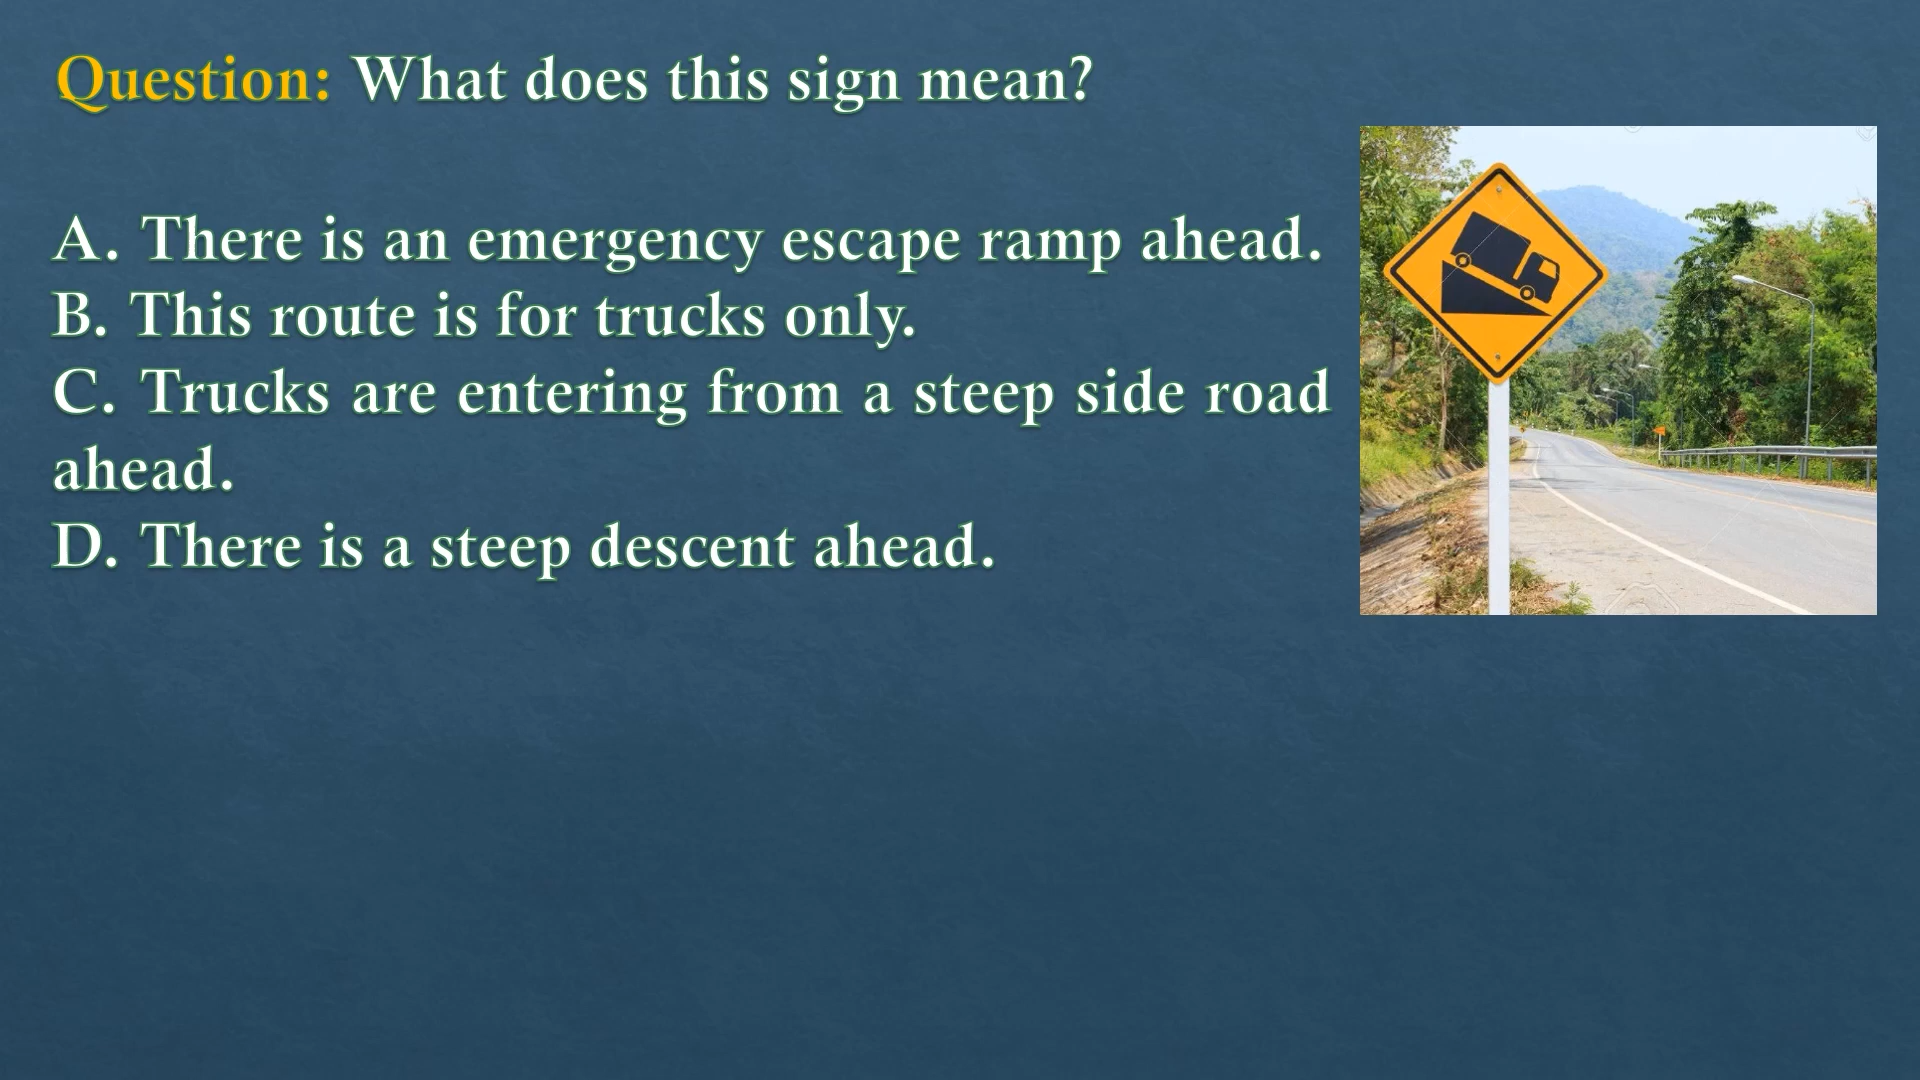 Question: What does this sign mean?
A. There is an emergency escape ramp ahead.
B. This route is for trucks only.
C. Trucks are entering from a steep side road
ahead.
D. There is a steep descent ahead.